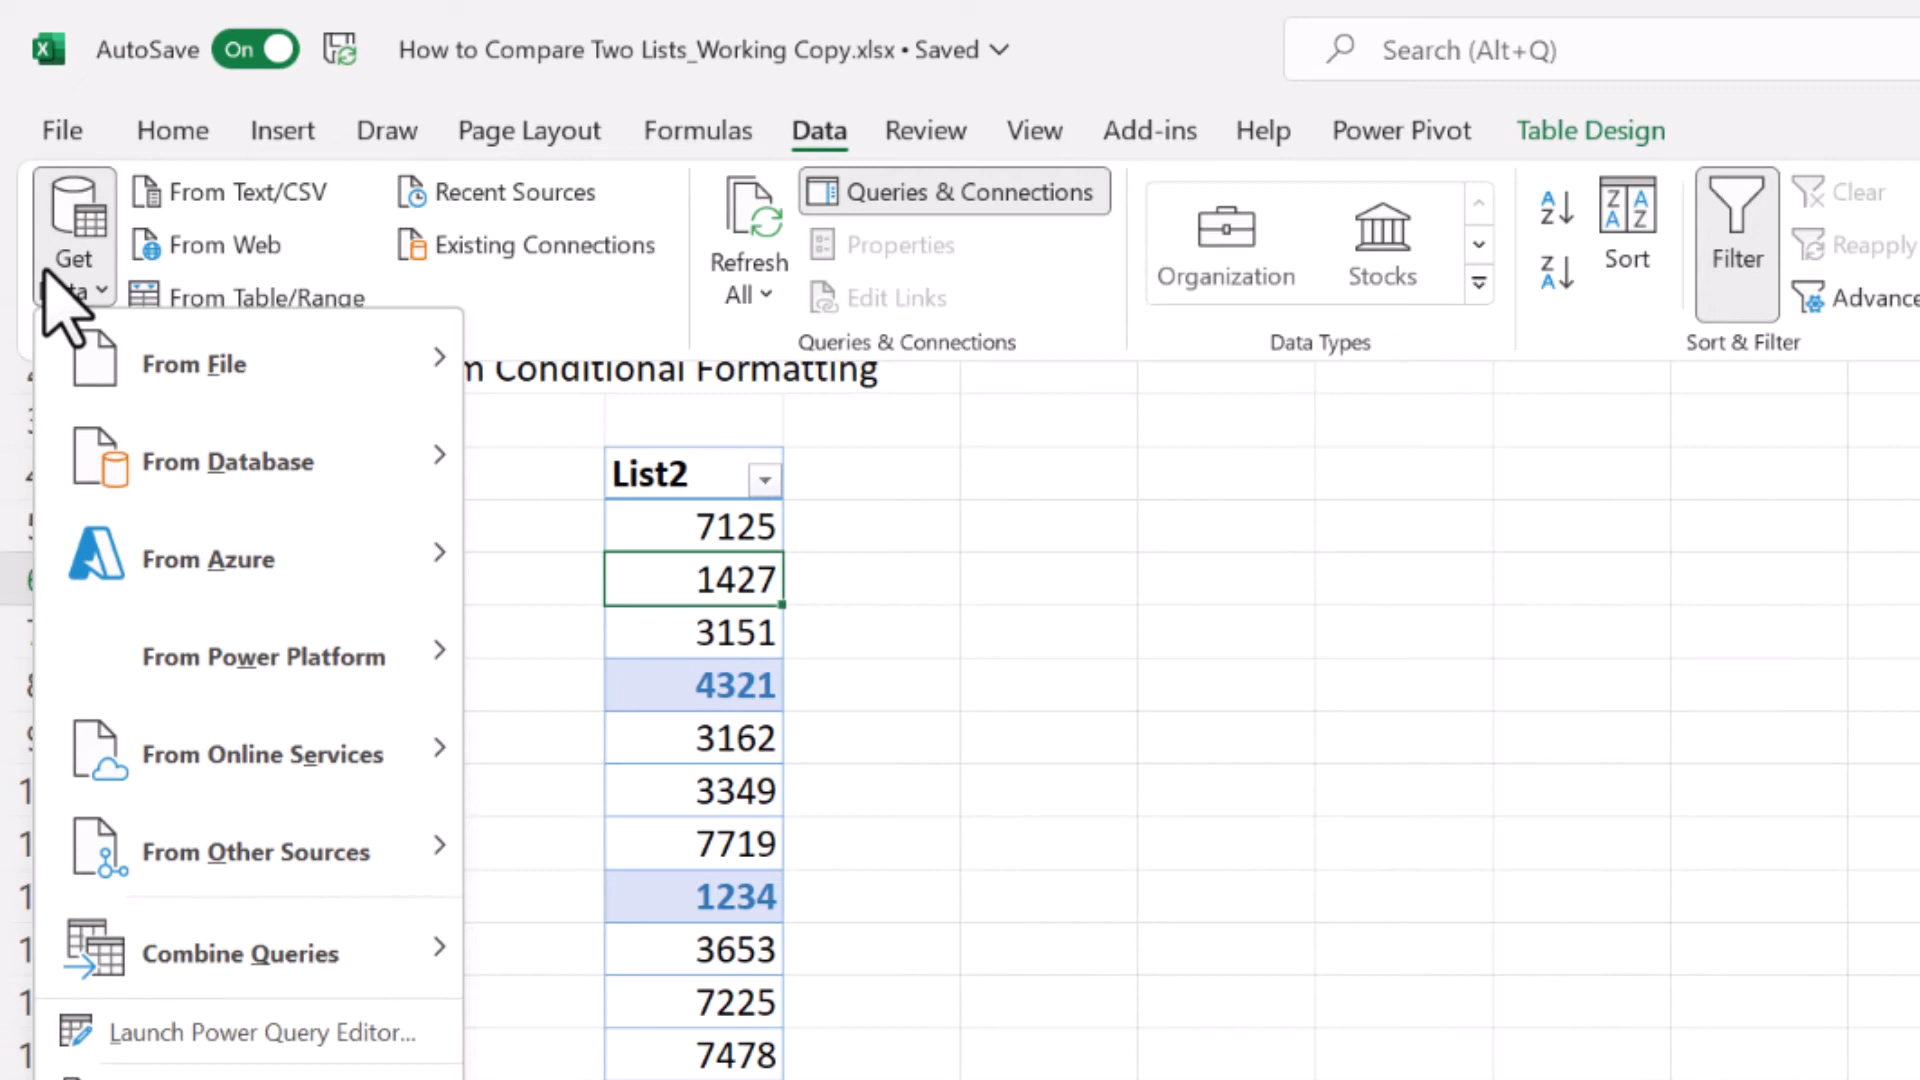 AutoSave On How to Compare Two Lists_Working Copy.xlsx • Saved Search (Alt+Q)
File Home Insert Draw Page Layout Formulas Data Review View Add-ins Help Power Pivot Table Design
Get
From Text/CSV
From Web
From Table/Range
Recent Sources
Existing Connections
Refresh
All
Queries & Connections
Properties
Edit Links
Queries & Connections
Organization
Stocks
Data Types
Sort
Filter
Clear
Reapply
Sort & Filter
Conditional Formatting
From File
From Database
From Azure
From Power Platform
From Online Services
From Other Sources
Combine Queries
Launch Power Query Editor...
List2
7125
1427
3151
4321
3162
3349
7719
1234
3653
7225
7478